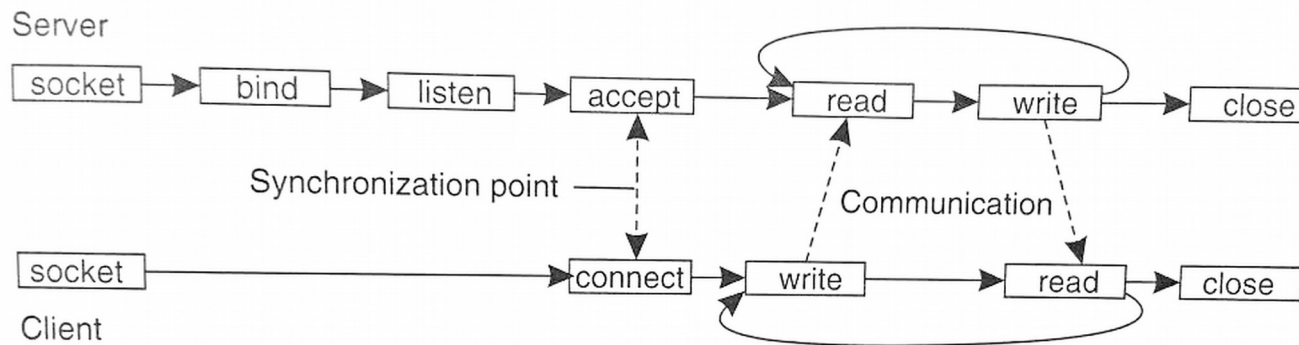 Server
socket bind listen accept read write close
Synchronization point
Communication
socket connect write read close
Client